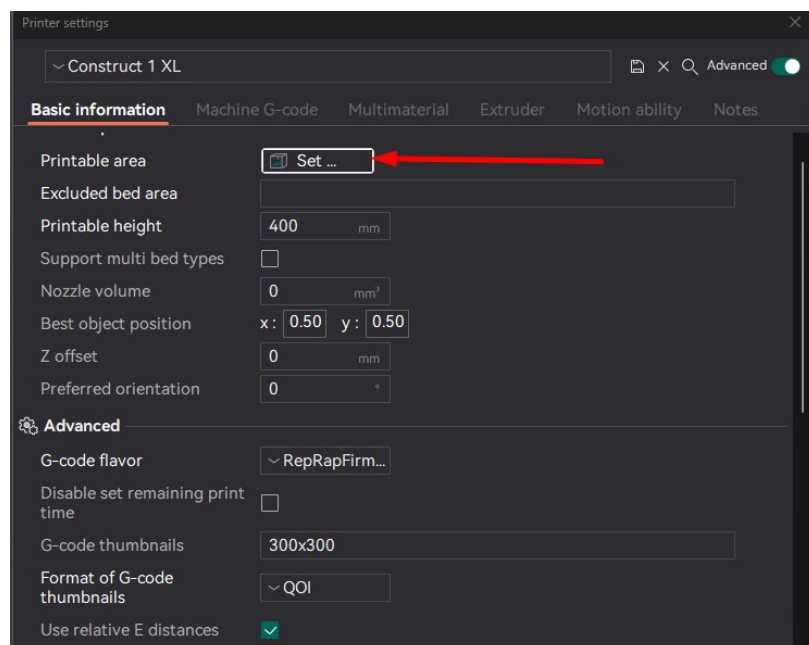 Printer settings
Construct 1 XL
Advanced
Basic information Machine G-code Multimaterial Extruder Motion ability Notes
Printable area Set ...
Excluded bed area
Printable height 400 mm
Support multi bed types
Nozzle volume 0 mm³
Best object position x : 0.50 y : 0.50
Z offset 0 mm
Preferred orientation 0 °
Advanced
G-code flavor RepRapFirm...
Disable set remaining print
time
G-code thumbnails 300x300
Format of G-code
thumbnails QOI
Use relative E distances